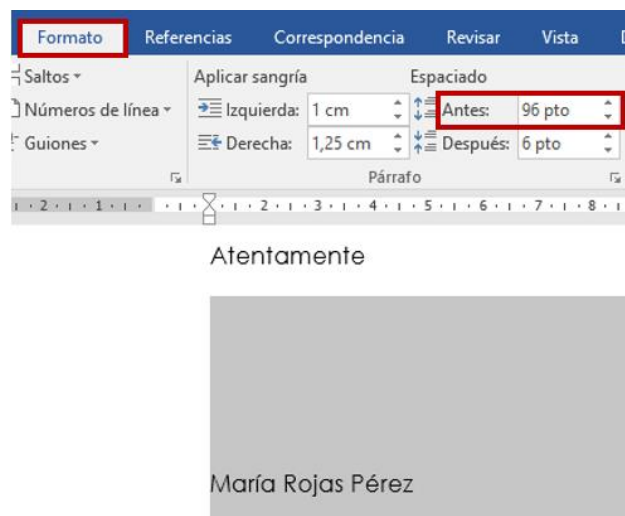 Formato Referencias Correspondencia Revisar Vista
Saltos Aplicar sangría Espaciado
Números de línea Izquierda: 1 cm Antes: 96 pto
Guiones Derecha: 1,25 cm Después: 6 pto
Párrafo
2 1 2 3 4 5 6 7 8
Atentamente
María Rojas Pérez